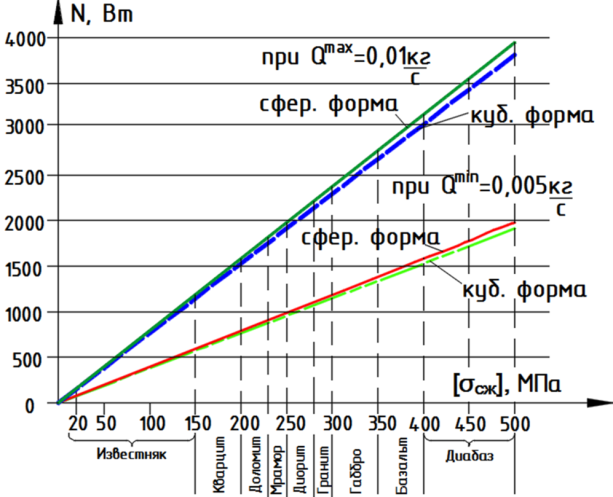 N, Вт
4000
3500
3000
2500
2000
1500
1000
500
0
при Qmax=0,01кг/с
сфер. форма
куб. форма
при Qmin=0,005кг/с
сфер. форма
куб. форма
[σсж], МПа
20 50 100 150 200 250 300 350 400 450 500
Известняк
Кварцит
Доломит
Мрамор
Диорит
Гранит
Габбро
Базальт
Диабаз